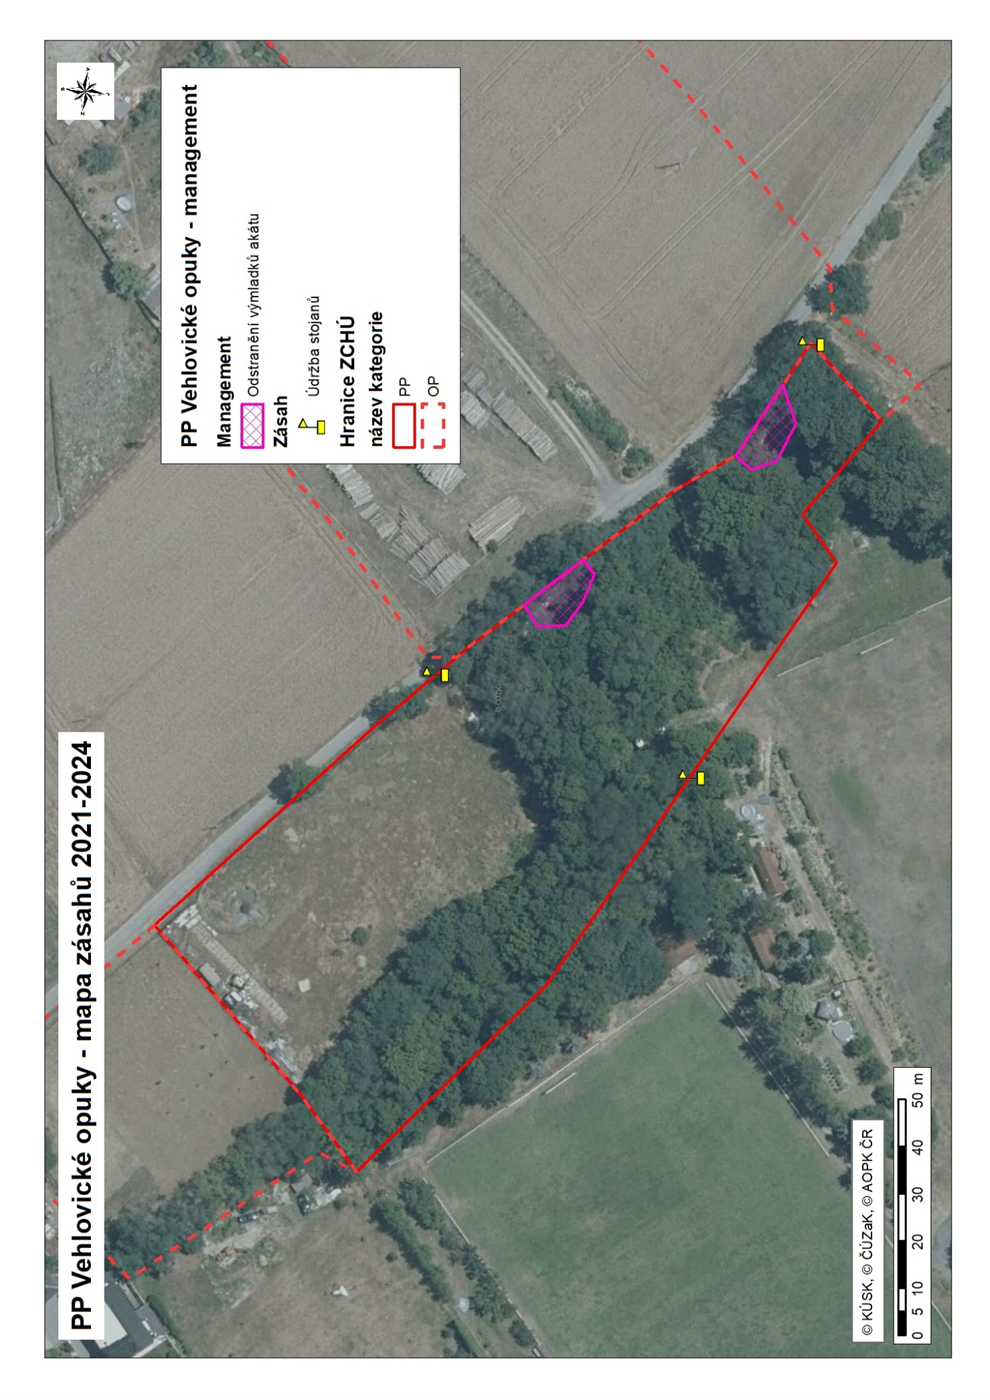 PP Vehlovické opuky - mapa zásahů 2021-2024
PP Vehlovické opuky - management
Management
Odstranění výmladků akátu
Zásah
Údržba stojanů
Hranice ZCHÚ
název kategorie
PP
OP
© KÚSK, © ČÚZaK, © AOPK ČR
0 5 10 20 30 40 50 m